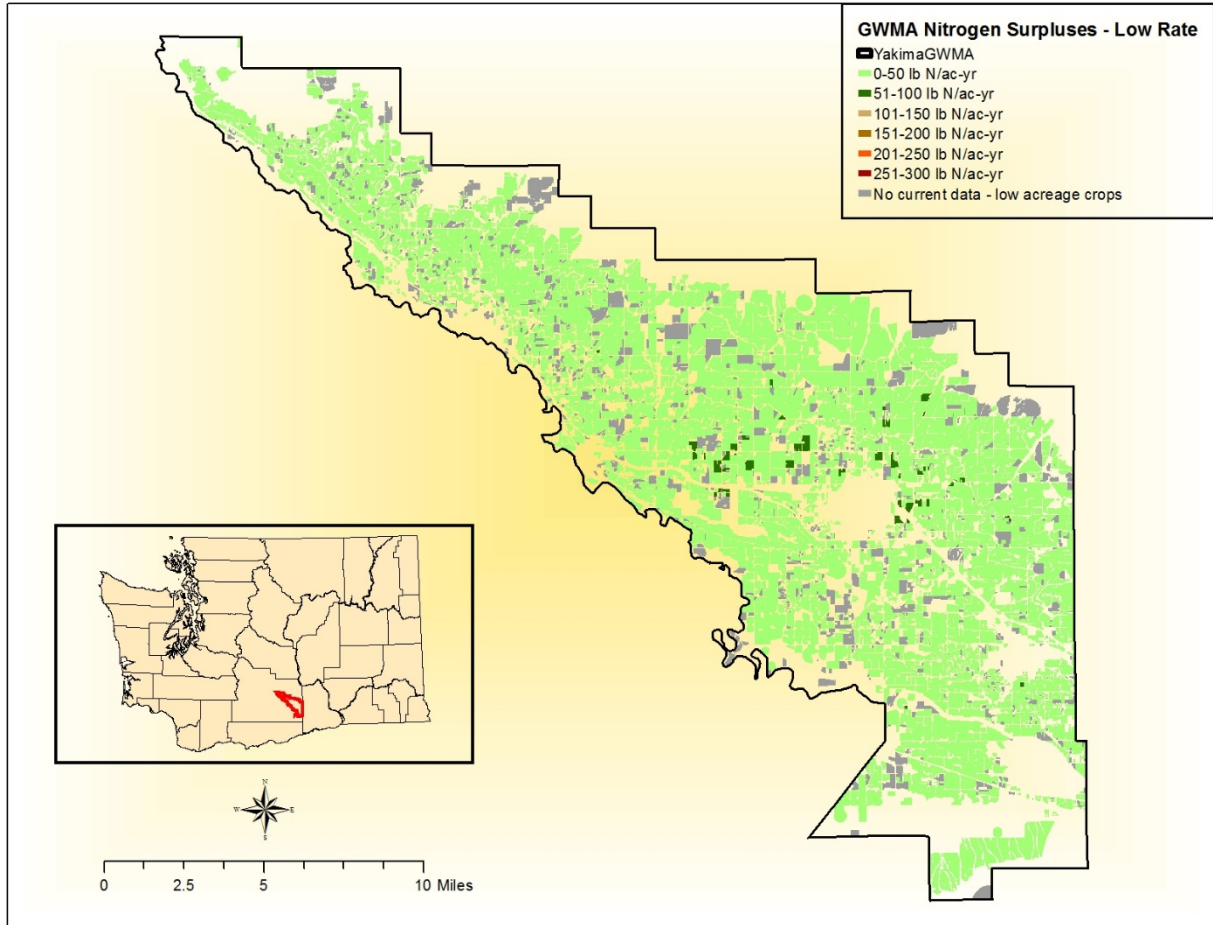 GWMA Nitrogen Surpluses - Low Rate
YakimaGWMA
0-50 lb N/ac-yr
51-100 lb N/ac-yr
101-150 lb N/ac-yr
151-200 lb N/ac-yr
201-250 lb N/ac-yr
251-300 lb N/ac-yr
No current data - low acreage crops
N
W E
S
0 2.5 5 10 Miles